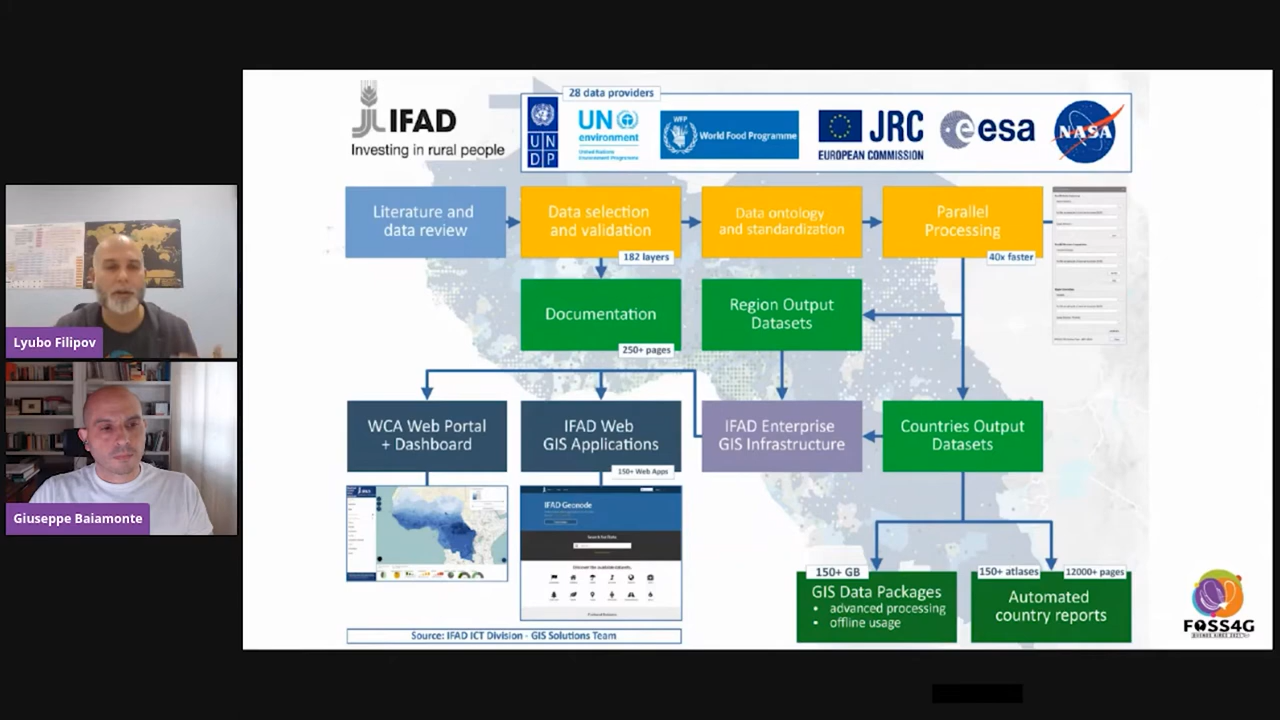 IFAD
Investing in rural people
28 data providers
UN
DP
UN
environment
United Nations
Environment Programme
WFP
World Food Programme
JRC
EUROPEAN COMMISSION
esa
NASA
Literature and
data review
Data selection
and validation
182 layers
Data ontology
and standardization
Parallel
Processing
40x faster
Documentation
250+ pages
Region Output
Datasets
Lyubo Filipov
WCA Web Portal
+ Dashboard
IFAD Web
GIS Applications
150+ Web Apps
IFAD Enterprise
GIS Infrastructure
Countries Output
Datasets
IFAD Geonode
Giuseppe Baiamonte
150+ GB
GIS Data Packages
• advanced processing
• offline usage
150+ atlases
12000+ pages
Automated
country reports
Source: IFAD ICT Division - GIS Solutions Team
FOSS4G
BUENOS AIRES 2021